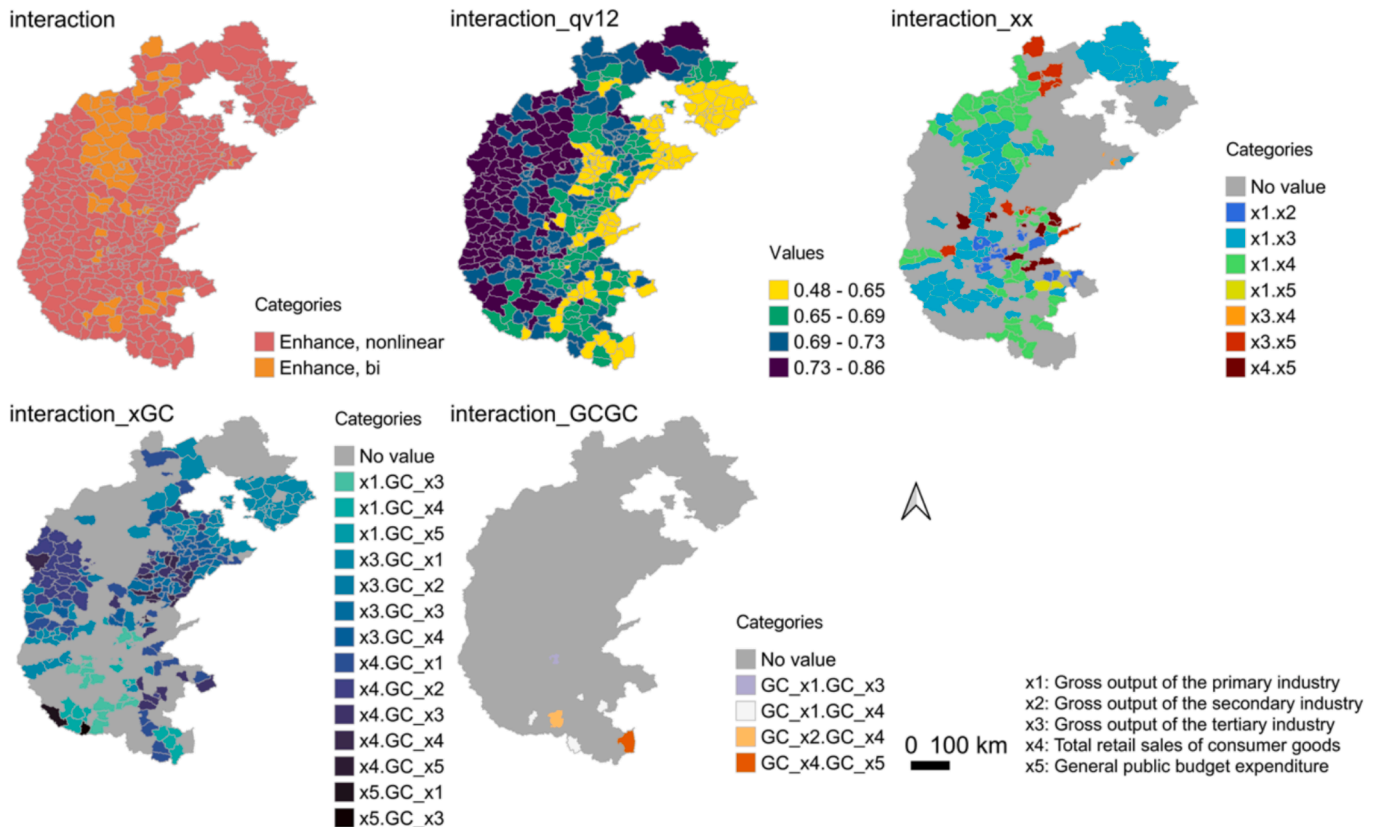 interaction
Categories
Enhance, nonlinear
Enhance, bi
interaction_qv12
Values
0.48 - 0.65
0.65 - 0.69
0.69 - 0.73
0.73 - 0.86
interaction_xx
Categories
No value
x1.x2
x1.x3
x1.x4
x1.x5
x3.x4
x3.x5
x4.x5
interaction_xGC
Categories
No value
x1.GC_x3
x1.GC_x4
x1.GC_x5
x3.GC_x1
x3.GC_x2
x3.GC_x3
x3.GC_x4
x4.GC_x1
x4.GC_x2
x4.GC_x3
x4.GC_x4
x4.GC_x5
x5.GC_x1
x5.GC_x3
interaction_GCGC
Categories
No value
GC_x1.GC_x3
GC_x1.GC_x4
GC_x2.GC_x4
GC_x4.GC_x5
0 100 km
x1: Gross output of the primary industry
x2: Gross output of the secondary industry
x3: Gross output of the tertiary industry
x4: Total retail sales of consumer goods
x5: General public budget expenditure